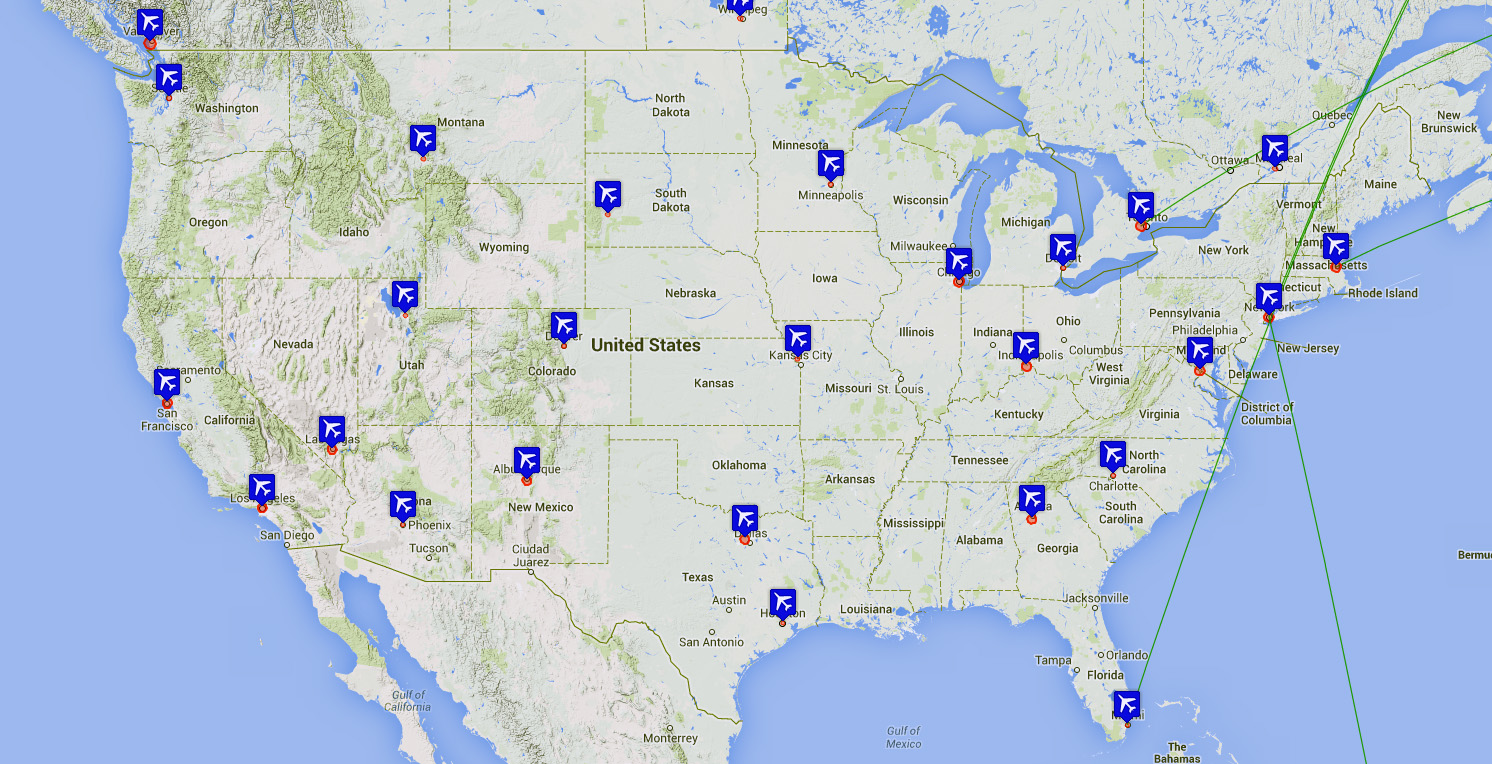 Washington
Montana
North
Dakota
Minnesota
Quebec
New
Brunswick
Ottawa
Maine
Minneapolis
Wisconsin
South
Dakota
Michigan
Vermont
Oregon
Idaho
Wyoming
Milwaukee
New York
New
Massachusetts
Iowa
Nebraska
Rhode Island
Pennsylvania
Philadelphia
Nevada
Utah
Colorado
United States
Kansas City
Illinois
Indiana
Ohio
Columbus
New Jersey
Kansas
Missouri
St. Louis
West
Virginia
Delaware
San
Francisco
California
Kentucky
Virginia
District of
Columbia
Oklahoma
Arkansas
Tennessee
North
Carolina
Charlotte
New Mexico
Phoenix
Tucson
San Diego
Ciudad
Juarez
Mississippi
Alabama
Georgia
South
Carolina
Bermu
Texas
Austin
San Antonio
Louisiana
Jacksonville
Tampa
Orlando
Florida
Gulf of
California
Monterrey
Gulf of
Mexico
The
Bahamas